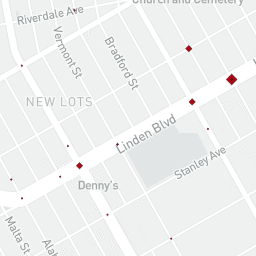 Church and Cemetery
Riverdale Ave
Vermont St
Bradford St
NEW LOTS
Linden Blvd
Stanley Ave
Denny's
Malta St